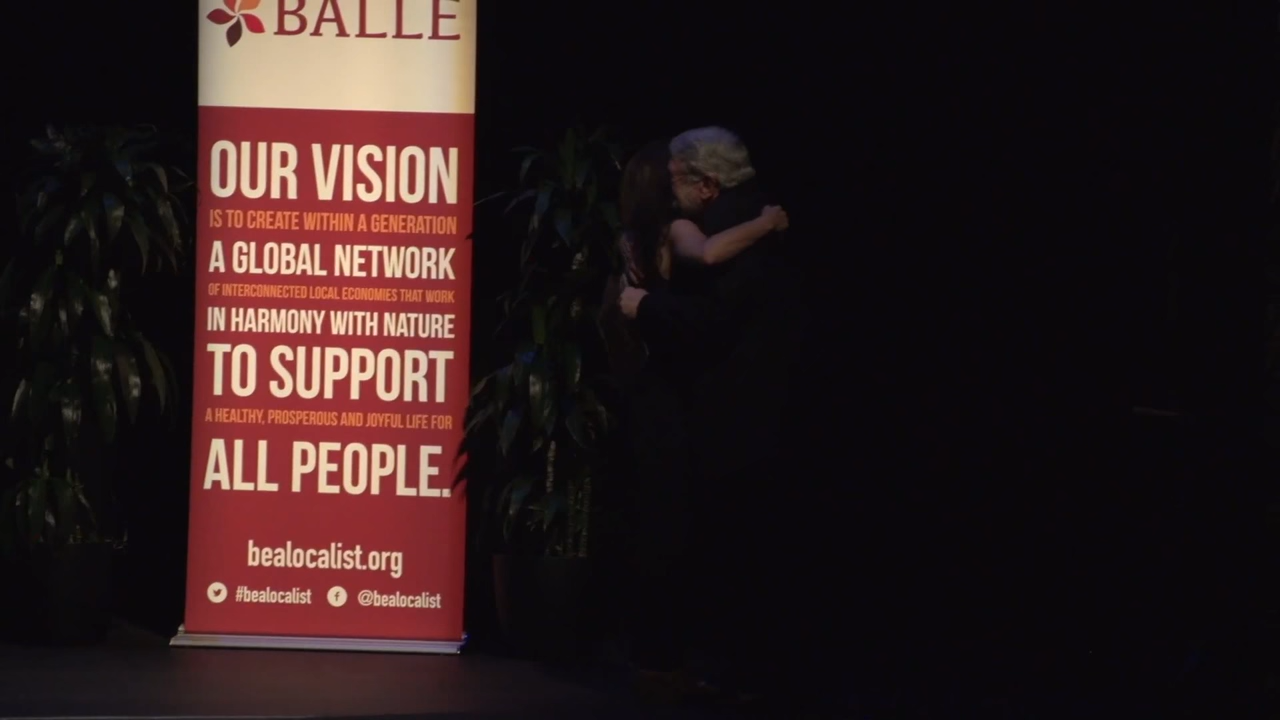 BALLE
OUR VISION
IS TO CREATE WITHIN A GENERATION
A GLOBAL NETWORK
OF INTERCONNECTED LOCAL ECONOMIES THAT WORK
IN HARMONY WITH NATURE
TO SUPPORT
A HEALTHY, PROSPEROUS AND JOYFUL LIFE FOR
ALL PEOPLE.
bealocalist.org
#bealocalist @bealocalist